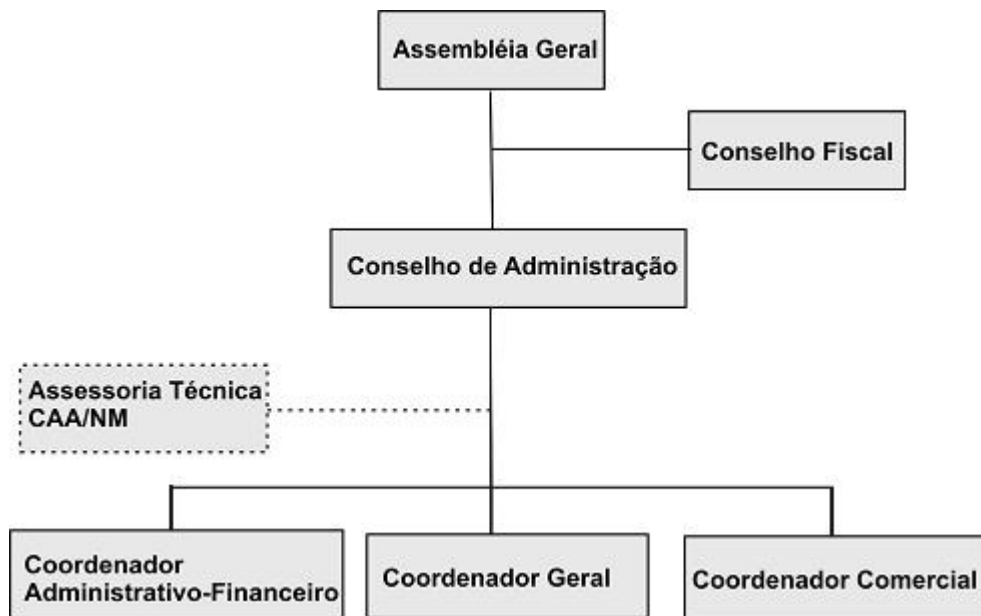 Assembléia Geral
Conselho Fiscal
Conselho de Administração
Assessoria Técnica
CAA/NM
Coordenador
Administrativo-Financeiro
Coordenador Geral
Coordenador Comercial